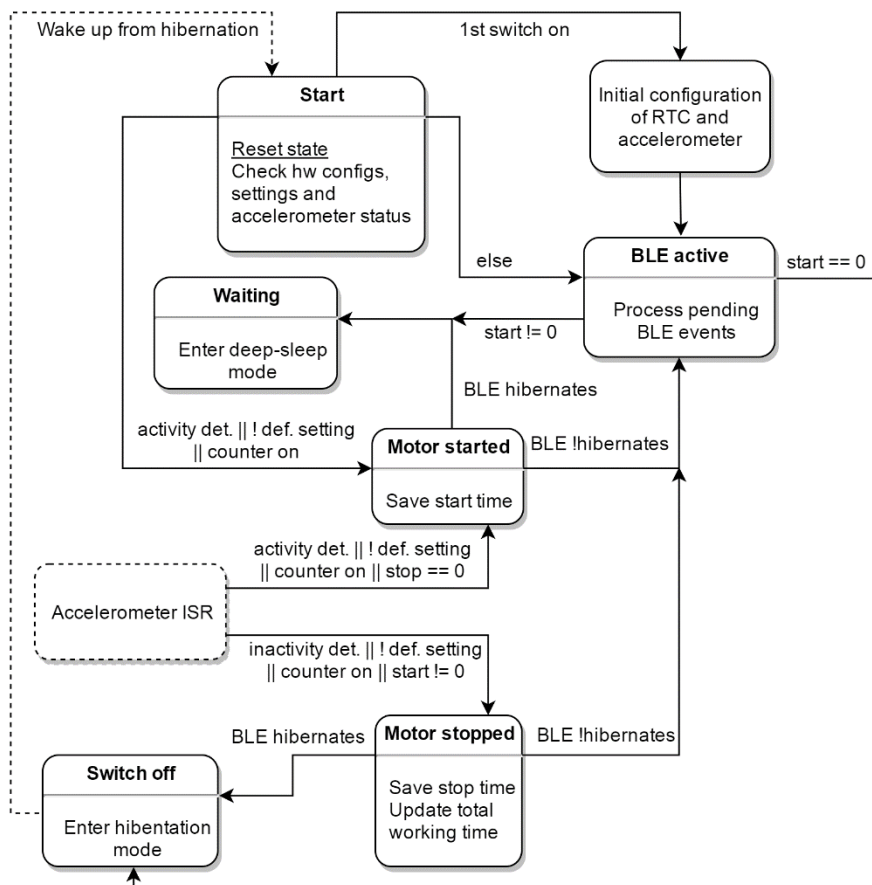 Wake up from hibernation
1st switch on
Start
Reset state
Check hw configs,
settings and
accelerometer status
Initial configuration
of RTC and
accelerometer
else
BLE active
Process pending
BLE events
start == 0
Waiting
Enter deep-sleep
mode
start != 0
BLE hibernates
activity det. || ! def. setting
|| counter on
Motor started
Save start time
BLE !hibernates
Accelerometer ISR
activity det. || ! def. setting
|| counter on || stop == 0
inactivity det. || ! def. setting
|| counter on || start != 0
BLE hibernates
Motor stopped
Save stop time
Update total
working time
BLE !hibernates
Switch off
Enter hibentation
mode